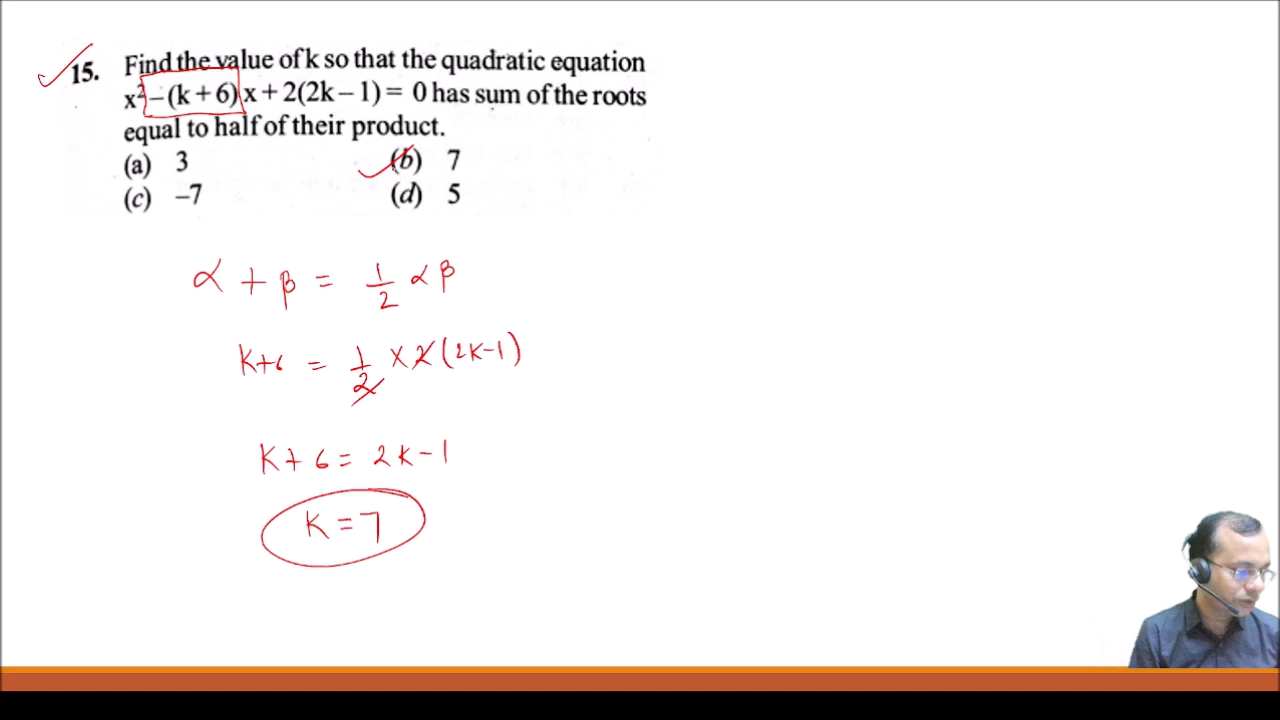 15. Find the value of k so that the quadratic equation
x² – (k + 6)x + 2(2k – 1) = 0 has sum of the roots
equal to half of their product.
(a) 3 (b) 7
(c) –7 (d) 5
α + β = 1/2 α β
k+6 = 1/2 × 2 (2k-1)
k + 6 = 2k - 1
k = 7